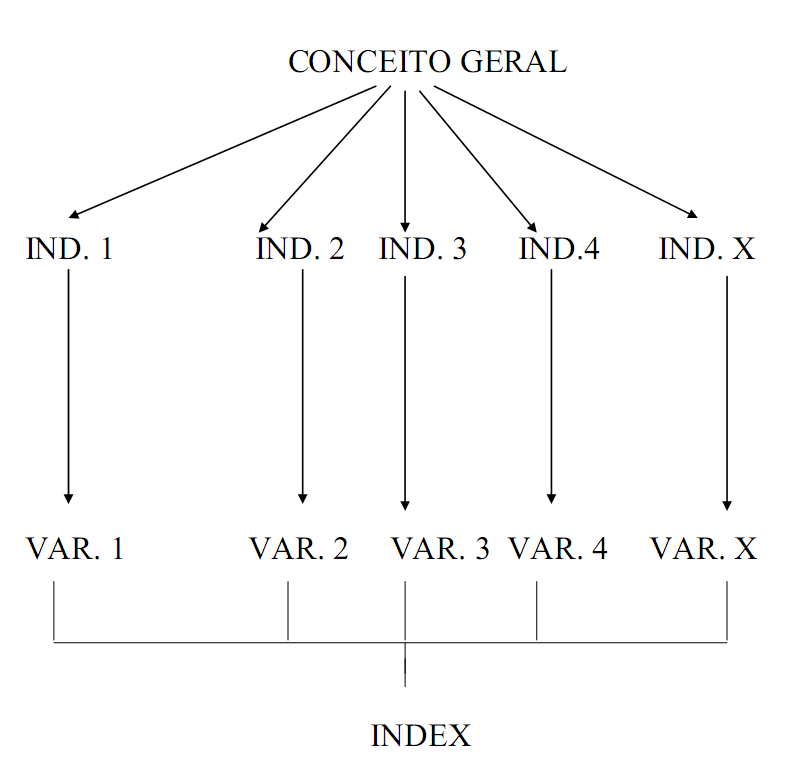 CONCEITO GERAL
IND. 1 IND. 2 IND. 3 IND.4 IND. X
VAR. 1 VAR. 2 VAR. 3 VAR. 4 VAR. X
INDEX